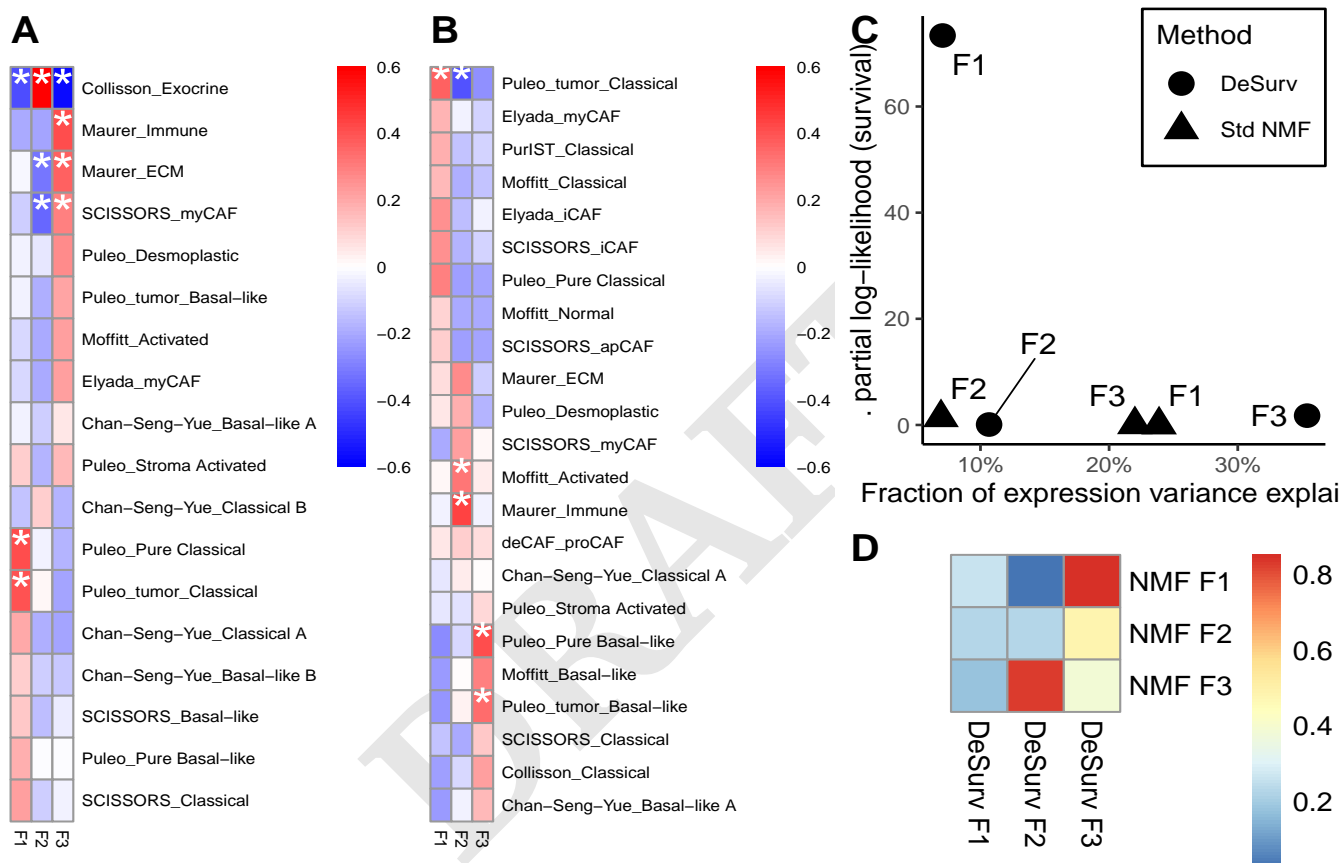 A
Collisson_Exocrine
Maurer_Immune
Maurer_ECM
SCISSORS_myCAF
Puleo_Desmoplastic
Puleo_tumor_Basal−like
Moffitt_Activated
Elyada_myCAF
Chan−Seng−Yue_Basal−like A
Puleo_Stroma Activated
Chan−Seng−Yue_Classical B
Puleo_Pure Classical
Puleo_tumor_Classical
Chan−Seng−Yue_Classical A
Chan−Seng−Yue_Basal−like B
SCISSORS_Basal−like
Puleo_Pure Basal−like
SCISSORS_Classical
F1 F2 F3
0.6
0.4
0.2
0
−0.2
−0.4
−0.6
* * *
*
* *
* *
*
*
B
Puleo_tumor_Classical
Elyada_myCAF
PurIST_Classical
Moffitt_Classical
Elyada_iCAF
SCISSORS_iCAF
Puleo_Pure Classical
Moffitt_Normal
SCISSORS_apCAF
Maurer_ECM
Puleo_Desmoplastic
SCISSORS_myCAF
Moffitt_Activated
Maurer_Immune
deCAF_proCAF
Chan−Seng−Yue_Classical A
Puleo_Stroma Activated
Puleo_Pure Basal−like
Moffitt_Basal−like
Puleo_tumor_Basal−like
SCISSORS_Classical
Collisson_Classical
Chan−Seng−Yue_Basal−like A
F1 F2 F3
0.6
0.4
0.2
0
−0.2
−0.4
−0.6
* *
*
*
*
*
C
. partial log−likelihood (survival)
60
40
20
0
F1
F2
F2
F3
F1
F3
Method
DeSurv
Std NMF
10%
20%
30%
Fraction of expression variance explai
D
NMF F1
NMF F2
NMF F3
DeSurv F1
DeSurv F2
DeSurv F3
0.8
0.6
0.4
0.2
DRAFT